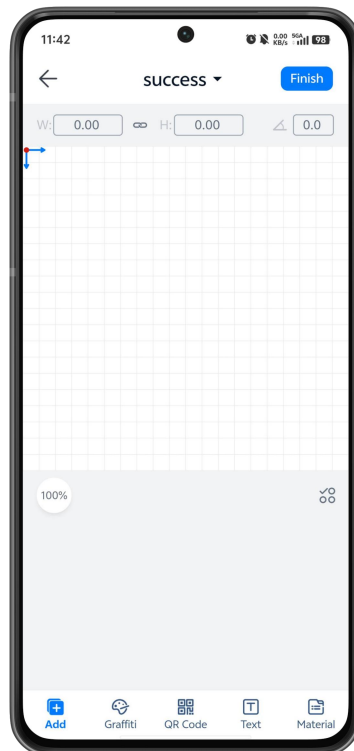 11:42
0.00 KB/s 5GA 98
success
Finish
W: 0.00 H: 0.00 0.0
100%
Add Graffiti QR Code Text Material